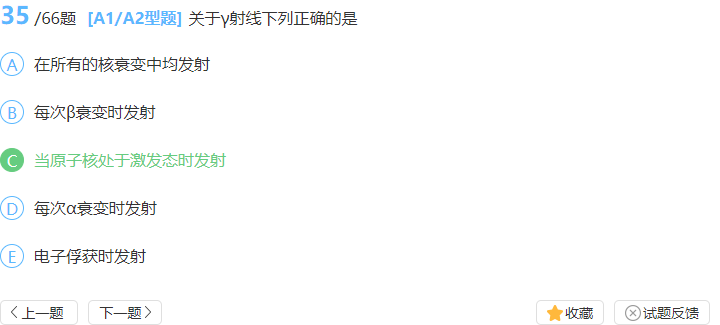 35 /66题 [A1/A2型题] 关于γ射线下列正确的是
A 在所有的核衰变中均发射
B 每次β衰变时发射
C 当原子核处于激发态时发射
D 每次α衰变时发射
E 电子俘获时发射
上一题 下一题 收藏 试题反馈